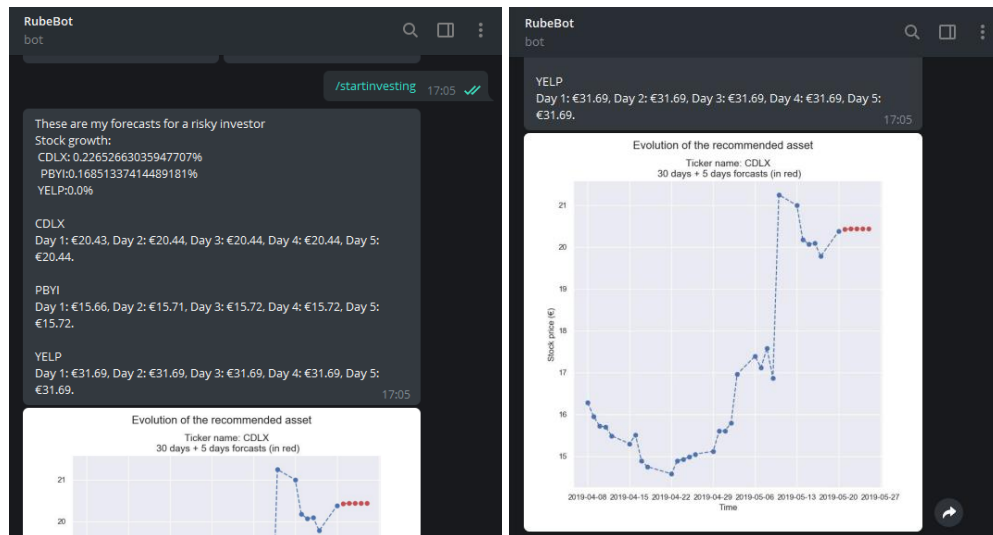 RubeBot
bot
/startinvesting 17:05
These are my forecasts for a risky investor
Stock growth:
CDLX: 0.22652663035947707%
PBYI:0.1685133741448918​1%
YELP:0.0%
CDLX
Day 1: €20.43, Day 2: €20.44, Day 3: €20.44, Day 4: €20.44, Day 5:
€20.44.
PBYI
Day 1: €15.66, Day 2: €15.71, Day 3: €15.72, Day 4: €15.72, Day 5:
€15.72.
YELP
Day 1: €31.69, Day 2: €31.69, Day 3: €31.69, Day 4: €31.69, Day 5:
€31.69.
17:05
Evolution of the recommended asset
Ticker name: CDLX
30 days + 5 days forcasts (in red)
21
20
RubeBot
bot
YELP
Day 1: €31.69, Day 2: €31.69, Day 3: €31.69, Day 4: €31.69, Day 5:
€31.69.
17:05
Evolution of the recommended asset
Ticker name: CDLX
30 days + 5 days forcasts (in red)
21
20
19
18
17
16
15
Stock price (€)
2019-04-08 2019-04-15 2019-04-22 2019-04-29 2019-05-06 2019-05-13 2019-05-20 2019-05-27
Time